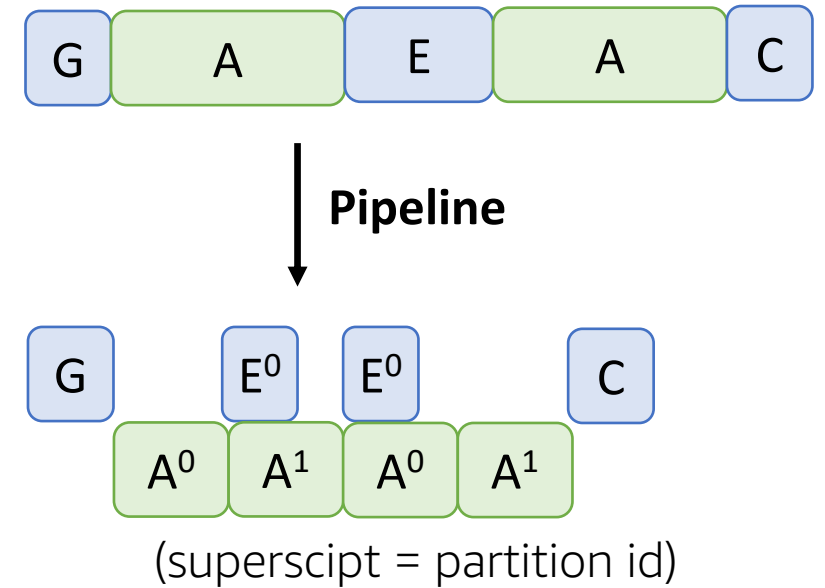 G A E A C
Pipeline
G E⁰ E⁰ C
A⁰ A¹ A⁰ A¹
(superscipt = partition id)